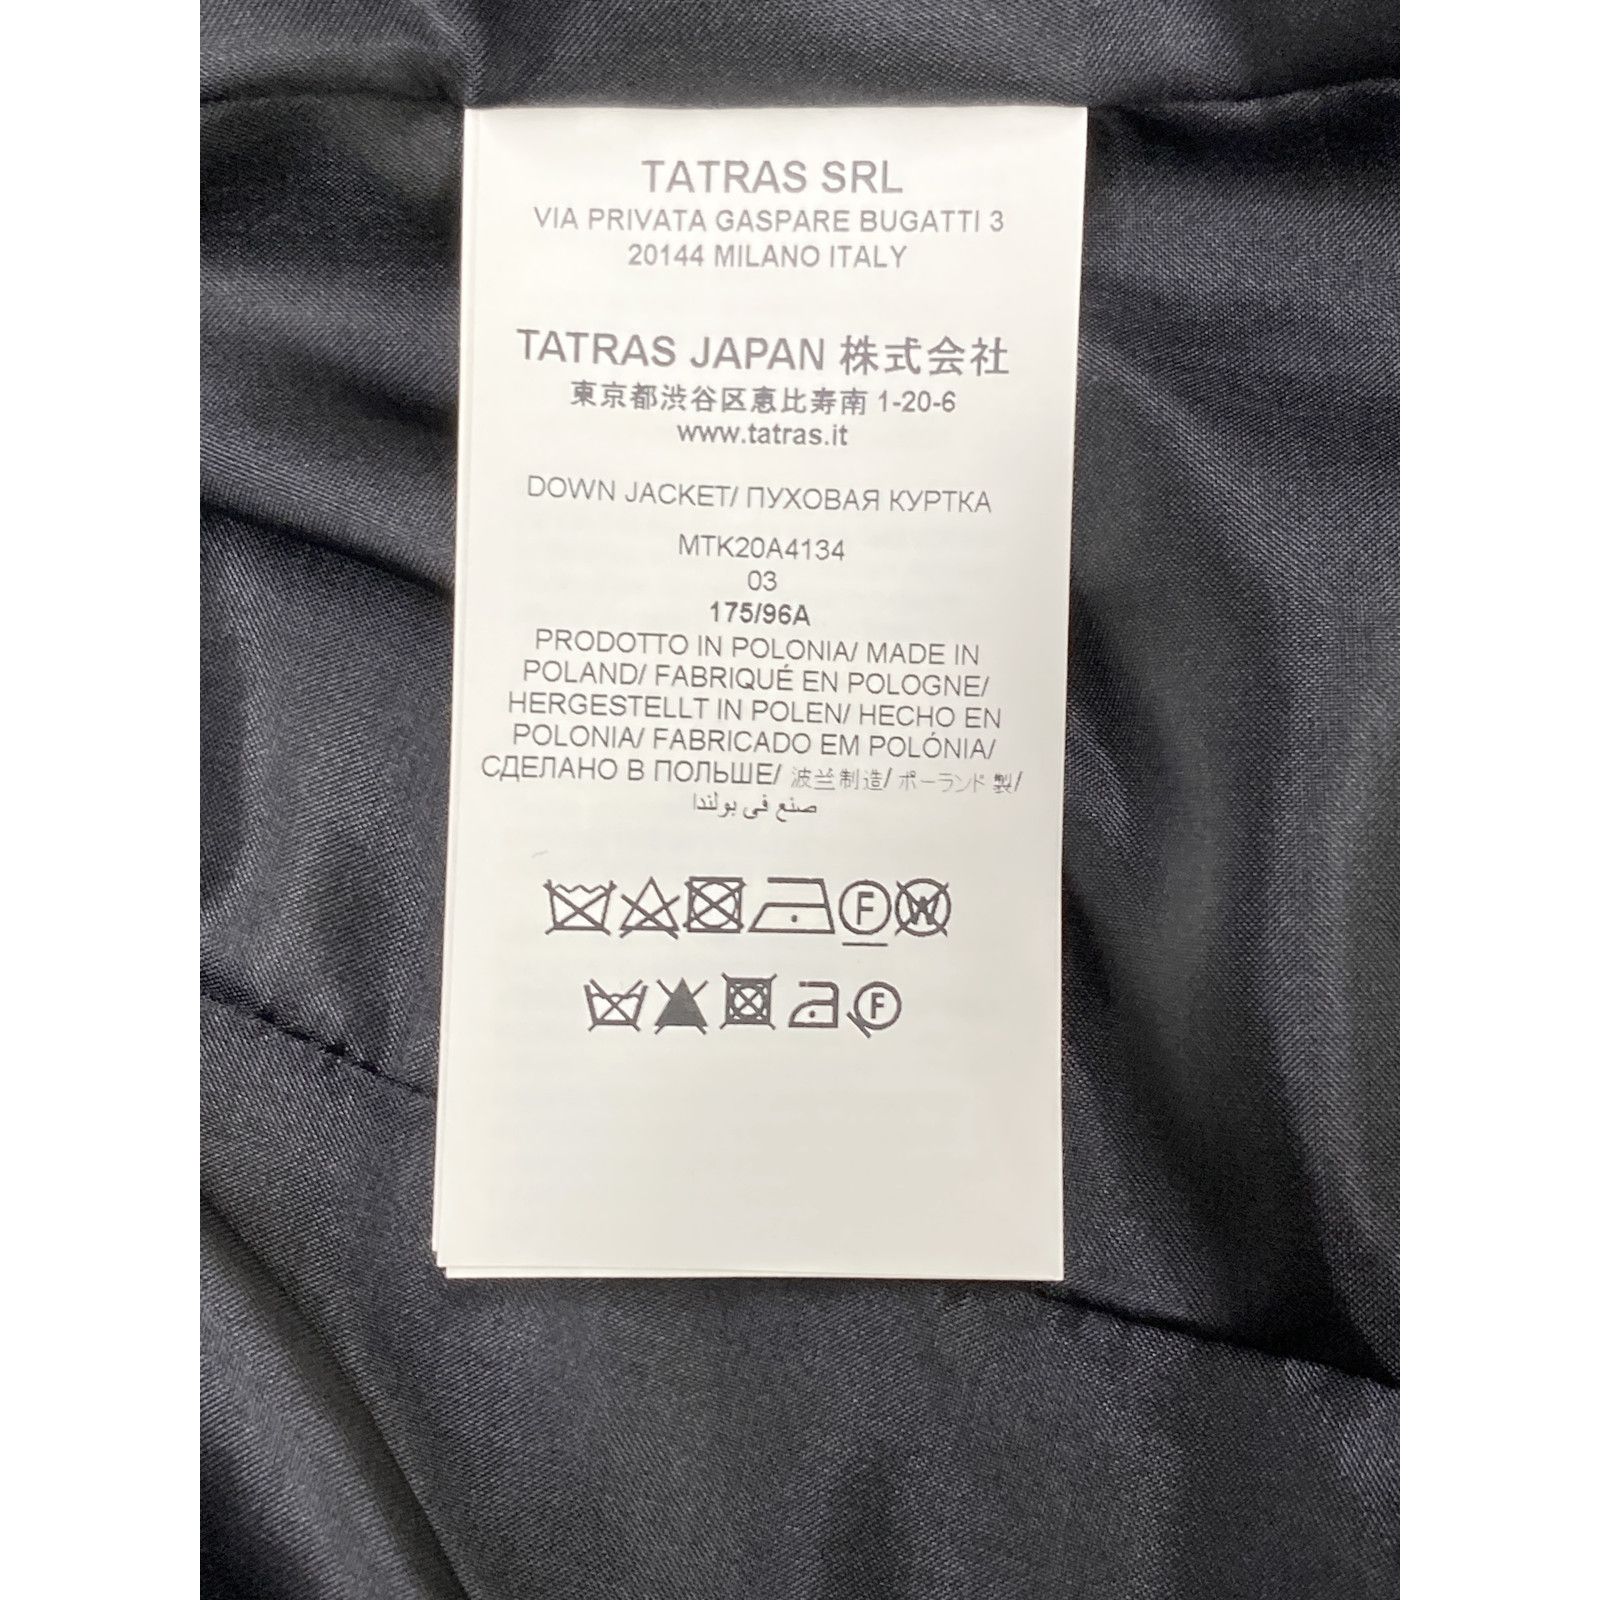 TATRAS SRL
VIA PRIVATA GASPARE BUGATTI 3
20144 MILANO ITALY
TATRAS JAPAN 株式会社
東京都渋谷区恵比寿南 1-20-6
www.tatras.it
DOWN JACKET/ ПУХОВАЯ КУРТКА
MTK20A4134
03
175/96A
PRODOTTO IN POLONIA/ MADE IN
POLAND/ FABRIQUÉ EN POLOGNE/
HERGESTELLT IN POLEN/ HECHO EN
POLONIA/ FABRICADO EM POLÓNIA/
СДЕЛАНО В ПОЛЬШЕ/ 波兰制造/ ポーランド 製/
صنع في بولندا
F W
F